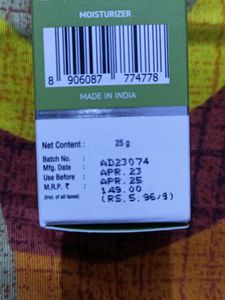 MOISTURIZER
8 906087 774778
MADE IN INDIA
Net Content : 25 g
Batch No. : AD23074
Mfg. Date : APR.23
Use Before : APR.25
M.R.P. ₹ : 149.00
(Incl. of all taxes) (RS.5.96/g)